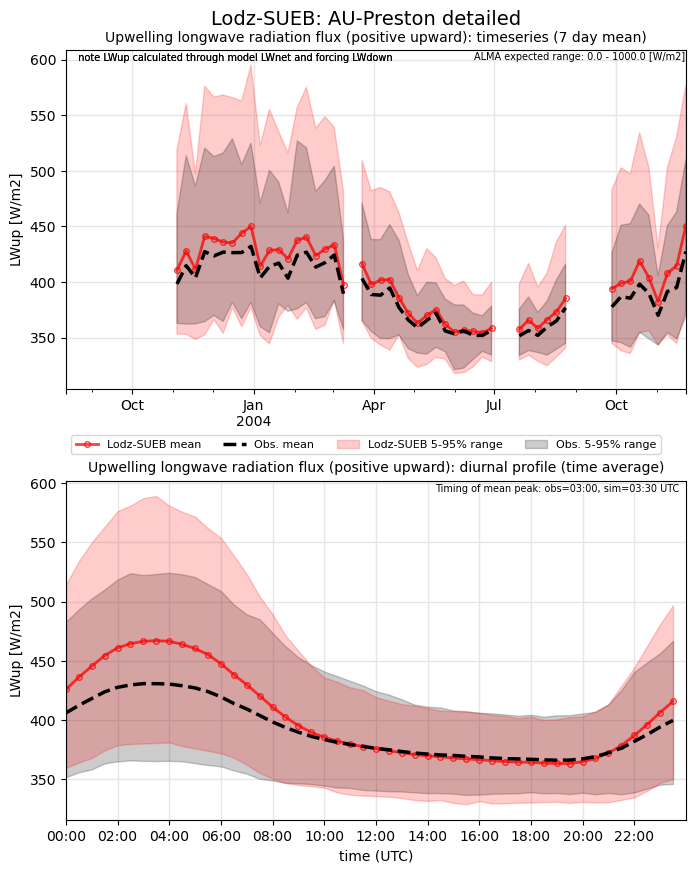 Lodz-SUEB: AU-Preston detailed
Upwelling longwave radiation flux (positive upward): timeseries (7 day mean)
note LWup calculated through model LWnet and forcing LWdown
ALMA expected range: 0.0 - 1000.0 [W/m2]
600
550
500
450
400
350
LWup [W/m2]
Oct
Jan
2004
Apr
Jul
Oct
Lodz-SUEB mean
Obs. mean
Lodz-SUEB 5-95% range
Obs. 5-95% range
Upwelling longwave radiation flux (positive upward): diurnal profile (time average)
Timing of mean peak: obs=03:00, sim=03:30 UTC
600
550
500
450
400
350
LWup [W/m2]
00:00 02:00 04:00 06:00 08:00 10:00 12:00 14:00 16:00 18:00 20:00 22:00
time (UTC)